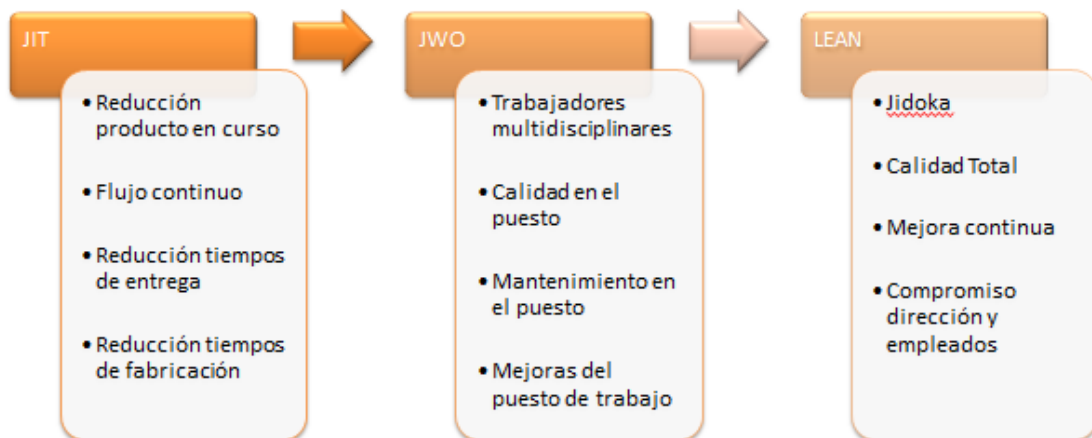 JIT
• Reducción
producto en curso
• Flujo continuo
• Reducción tiempos
de entrega
• Reducción tiempos
de fabricación
JWO
• Trabajadores
multidisciplinares
• Calidad en el
puesto
• Mantenimiento en
el puesto
• Mejoras del
puesto de trabajo
LEAN
• Jidoka
• Calidad Total
• Mejora continua
• Compromiso
dirección y
empleados